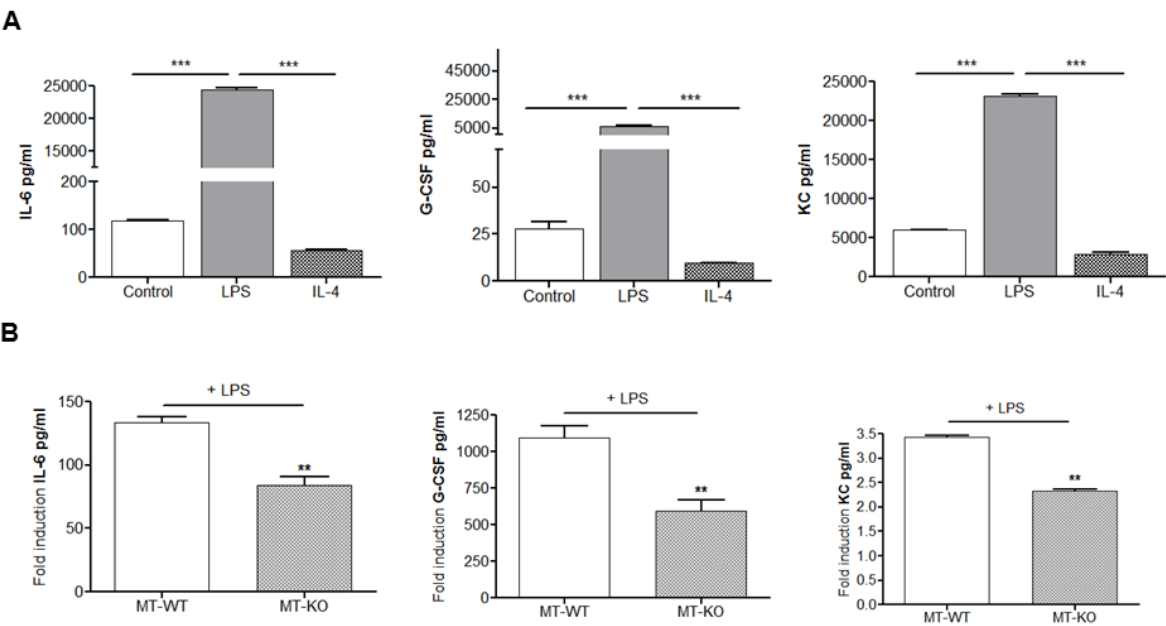 A
*** ***
IL-6 pg/ml
25000
20000
15000
200
100
0
Control LPS IL-4
*** ***
G-CSF pg/ml
45000
25000
5000
50
25
0
Control LPS IL-4
*** ***
KC pg/ml
25000
20000
15000
10000
5000
0
Control LPS IL-4
B
+ LPS
Fold induction IL-6 pg/ml
150
100
50
0
**
MT-WT MT-KO
+ LPS
Fold induction G-CSF pg/ml
1250
1000
750
500
250
0
**
MT-WT MT-KO
+ LPS
Fold induction KC pg/ml
3.5
3.0
2.5
2.0
1.5
1.0
0.5
0.0
**
MT-WT MT-KO